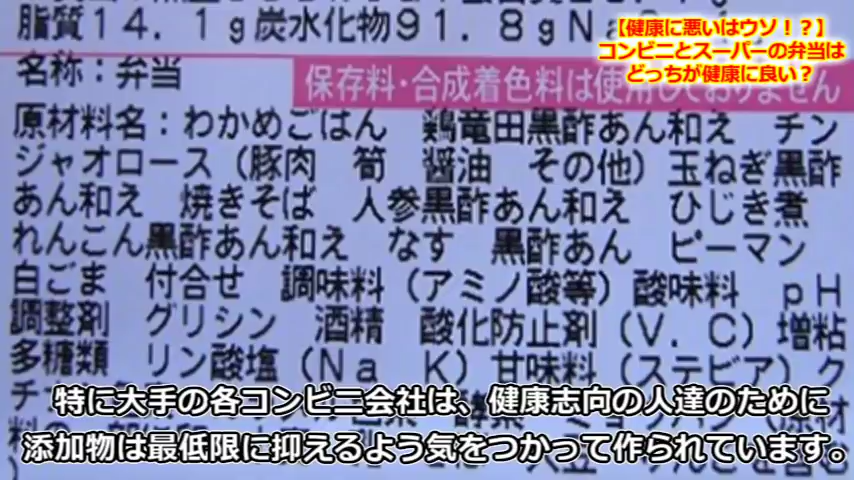 脂質14.1g炭水化物91.8g
【健康に悪いはウソ！？】
コンビニとスーパーの弁当は
どっちが健康に良い？
名称：弁当
保存料・合成着色料は使用しておりません
原材料名：わかめごはん　鶏竜田黒酢あん和え　チン
ジャオロース（豚肉　筍　醤油　その他）玉ねぎ黒酢
あん和え　焼きそば　人参黒酢あん和え　ひじき煮
れんこん黒酢あん和え　なす　黒酢あん　ピーマン
白ごま　付合せ　調味料（アミノ酸等）酸味料　pH
調整剤　グリシン　酒精　酸化防止剤（V.C）増粘
多糖類　リン酸塩（Na　K）甘味料（ステビア）ク
特に大手の各コンビニ会社は、健康志向の人達のために
添加物は最低限に抑えるよう気をつかって作られています。